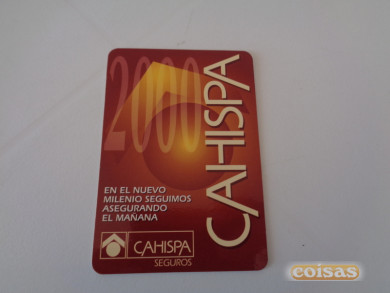 2000
CAHISPA
EN EL NUEVO
MILENIO SEGUIMOS
ASEGURANDO
EL MAÑANA
CAHISPA
SEGUROS
coisas